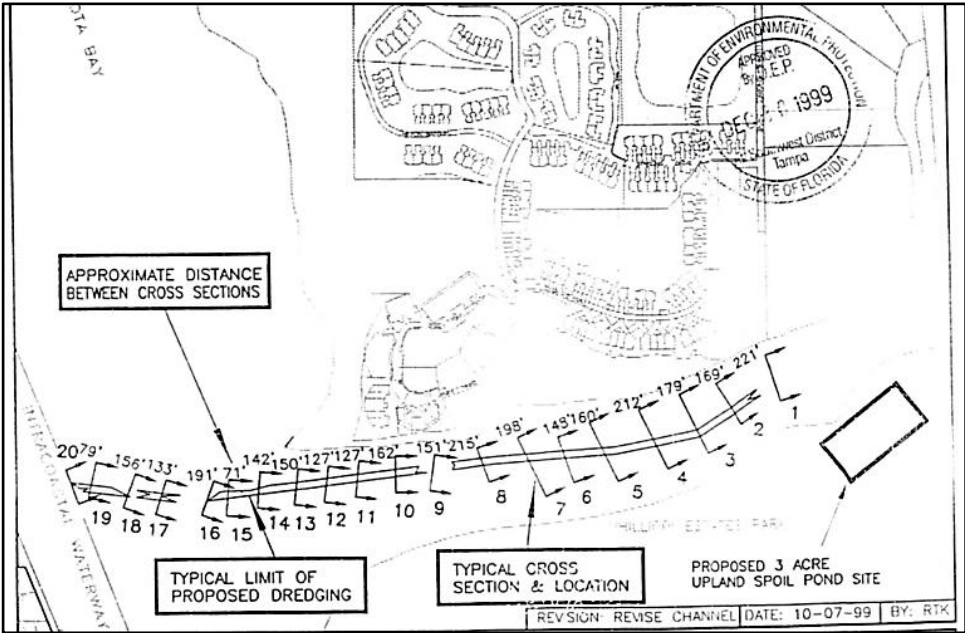 OTA BAY
DEPARTMENT OF ENVIRONMENTAL PROTECTION
APPROVED
By D.E.P.
1999
Southwest District
Tampa
STATE OF FLORIDA
APPROXIMATE DISTANCE
BETWEEN CROSS SECTIONS
INTRACOASTAL WATERWAY
20' 79' 156' 133' 191' 71' 142' 150' 127' 127' 162' 151' 215' 198' 148' 160' 212' 179' 169' 221'
19 18 17 16 15 14 13 12 11 10 9 8 7 6 5 4 3 2 1
TYPICAL LIMIT OF
PROPOSED DREDGING
TYPICAL CROSS
SECTION & LOCATION
PROPOSED 3 ACRE
UPLAND SPOIL POND SITE
REVISION: REVISE CHANNEL DATE: 10-07-99 BY: RTK